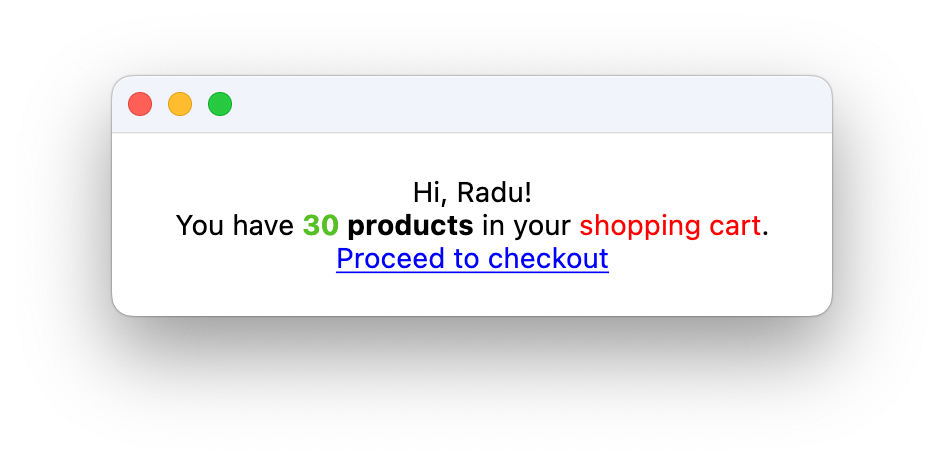 Hi, Radu!
You have 30 products in your shopping cart.
Proceed to checkout